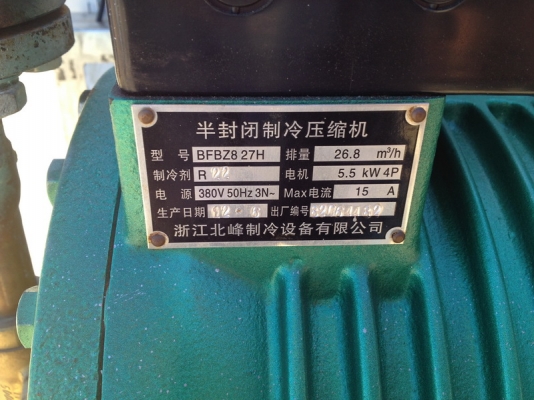 半封闭制冷压缩机
型 号 BFBZ8 27H 排量 26.8 m³/h
制冷剂 R 22 电机 5.5 kW 4P
电 源 380V 50Hz 3N~ Max电流 15 A
生产日期 出厂编号
浙江北峰制冷设备有限公司